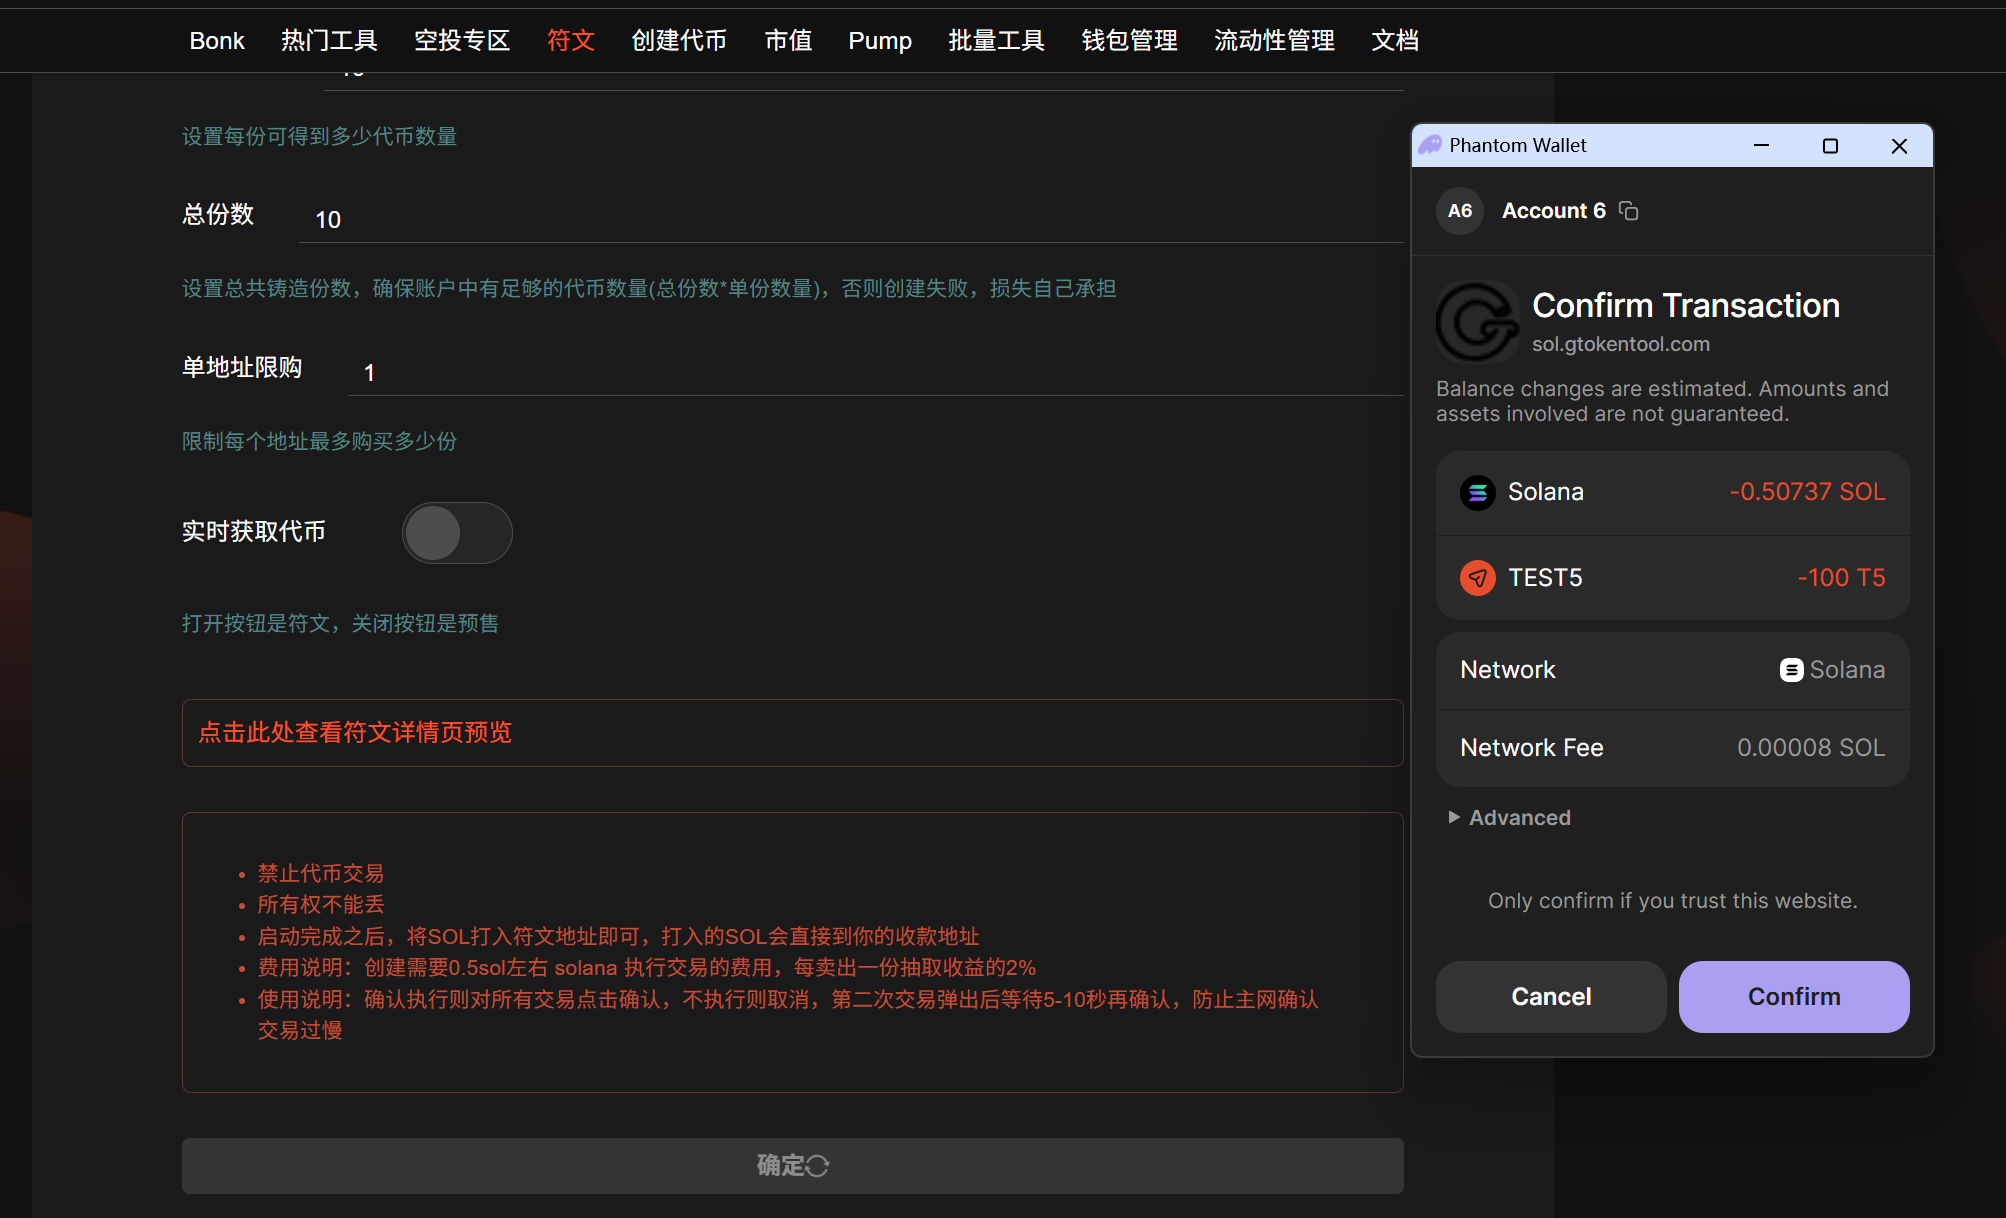 Bonk 热门工具 空投专区 符文 创建代币 市值 Pump 批量工具 钱包管理 流动性管理 文档
设置每份可得到多少代币数量
总份数 10
设置总共铸造份数，确保账户中有足够的代币数量(总份数*单份数量)，否则创建失败，损失自己承担
单地址限购 1
限制每个地址最多购买多少份
实时获取代币
打开按钮是符文，关闭按钮是预售
点击此处查看符文详情页预览
禁止代币交易
所有权不能丢
启动完成之后，将SOL打入符文地址即可，打入的SOL会直接到你的收款地址
费用说明：创建需要0.5sol左右 solana 执行交易的费用，每卖出一份抽取收益的2%
使用说明：确认执行则对所有交易点击确认，不执行则取消，第二次交易弹出后等待5-10秒再确认，防止主网确认
交易过慢
确定
Phantom Wallet
A6 Account 6
Confirm Transaction
sol.gtokentool.com
Balance changes are estimated. Amounts and
assets involved are not guaranteed.
Solana -0.50737 SOL
TEST5 -100 T5
Network Solana
Network Fee 0.00008 SOL
Advanced
Only confirm if you trust this website.
Cancel Confirm